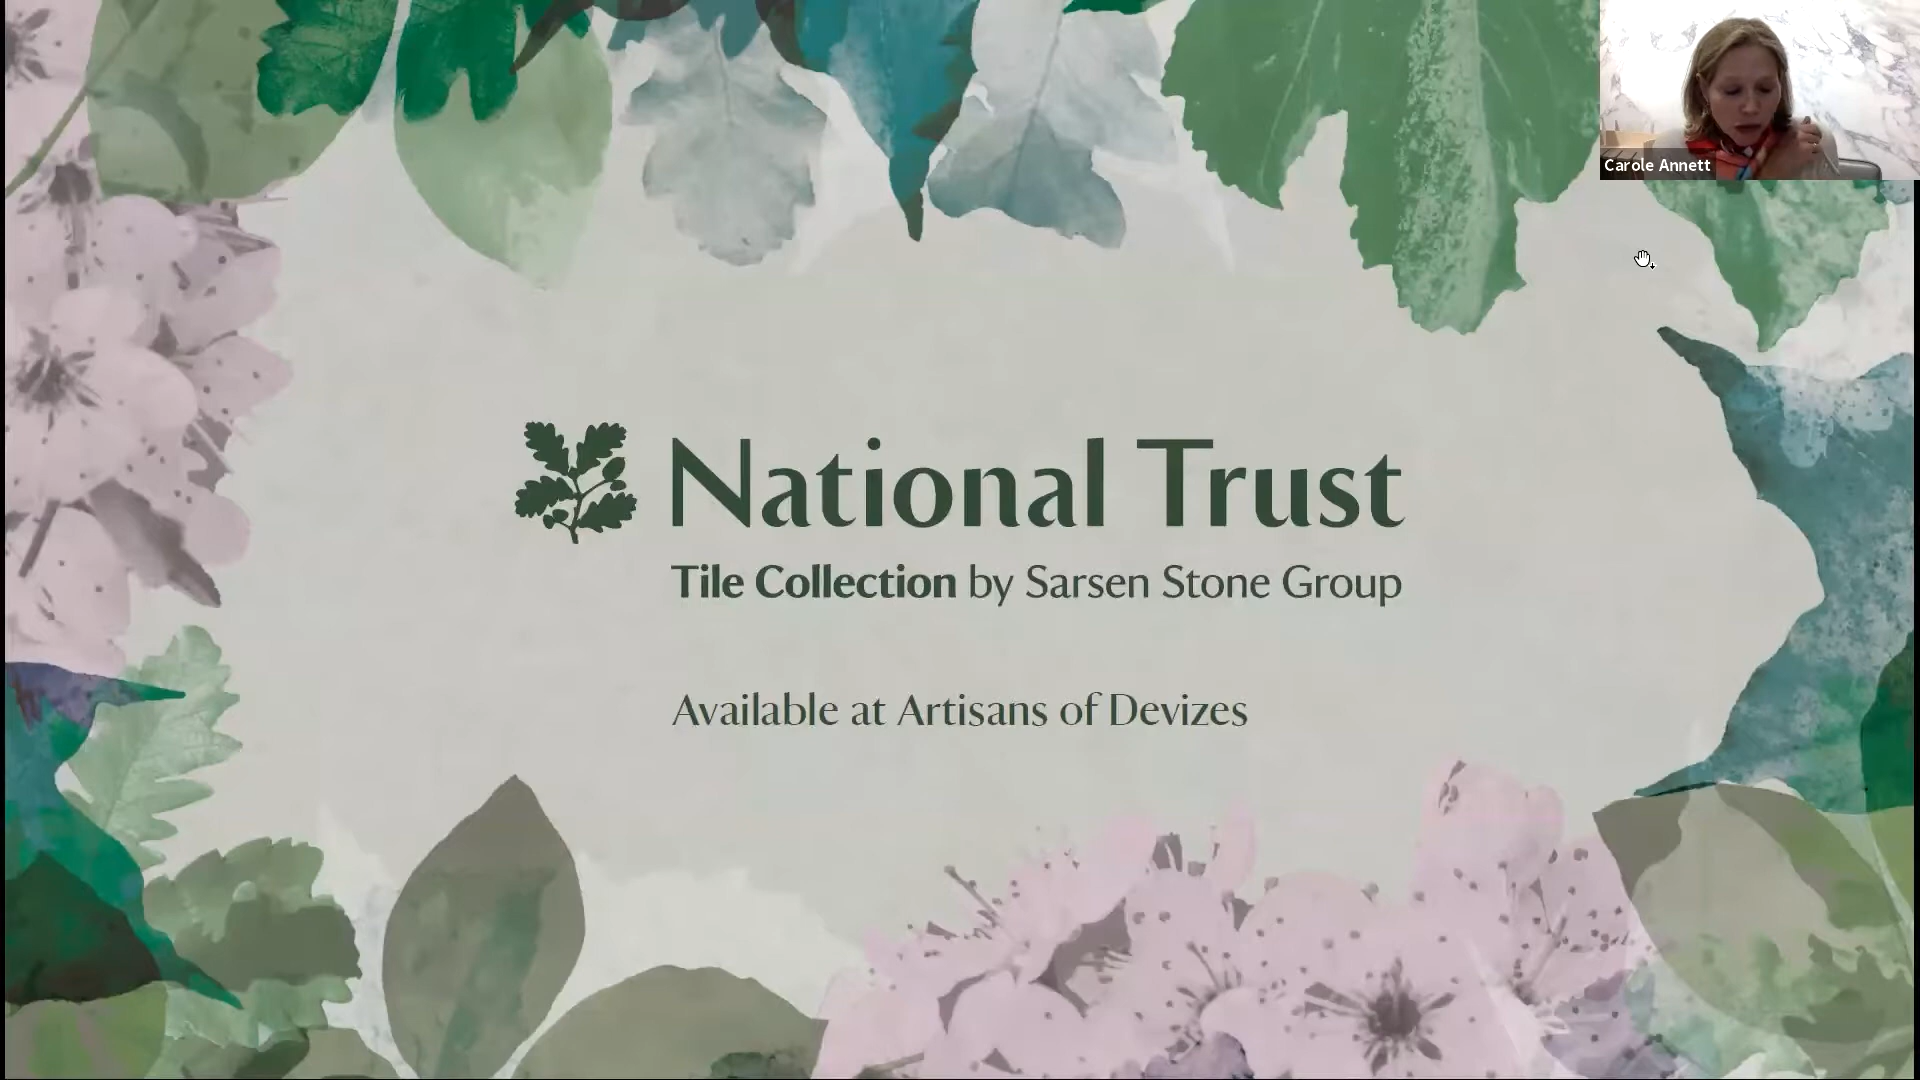 Carole Annett
National Trust
Tile Collection by Sarsen Stone Group
Available at Artisans of Devizes